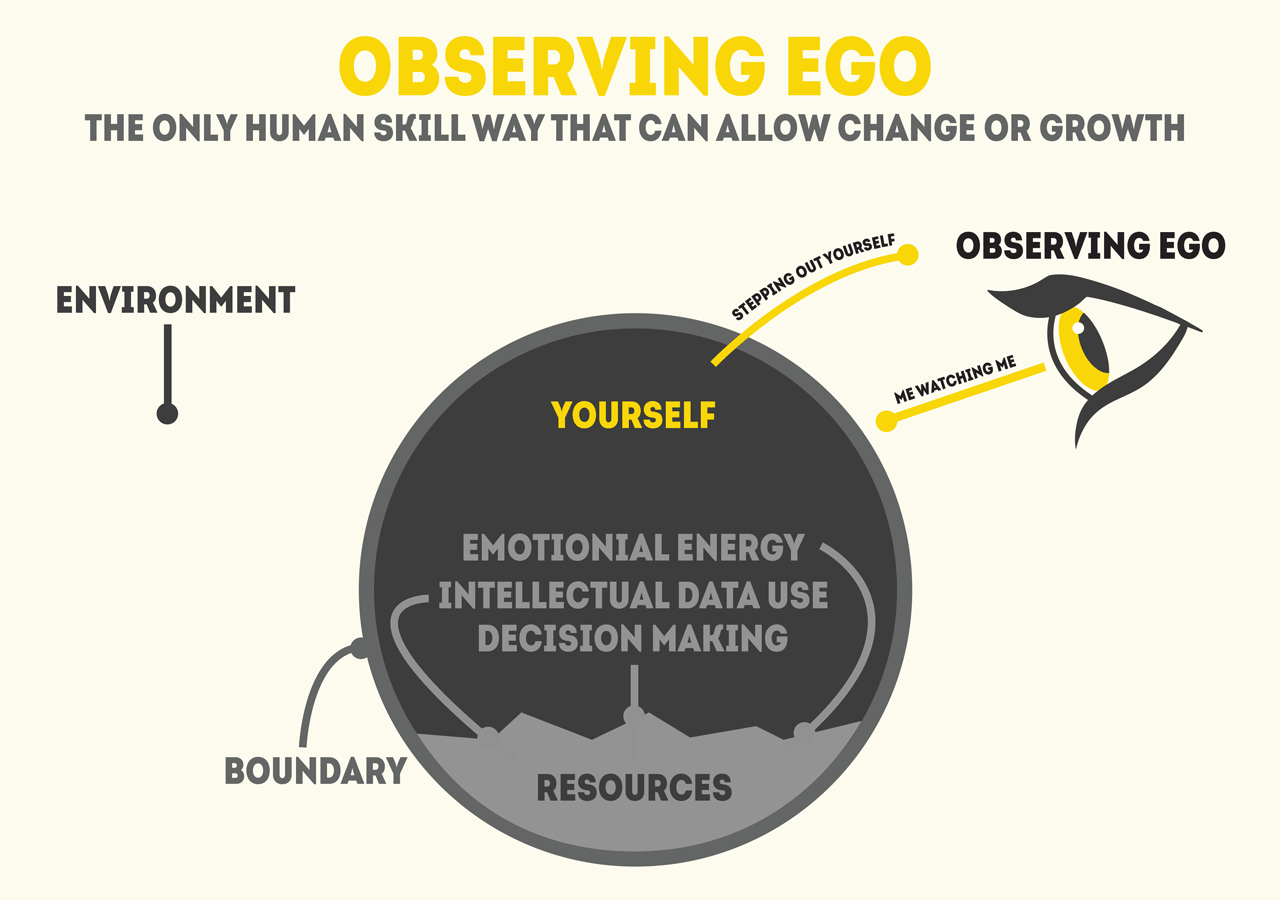 OBSERVING EGO
THE ONLY HUMAN SKILL WAY THAT CAN ALLOW CHANGE OR GROWTH
STEPPING OUT YOURSELF
OBSERVING EGO
ENVIRONMENT
ME WATCHING ME
YOURSELF
EMOTIONIAL ENERGY
INTELLECTUAL DATA USE
DECISION MAKING
BOUNDARY
RESOURCES